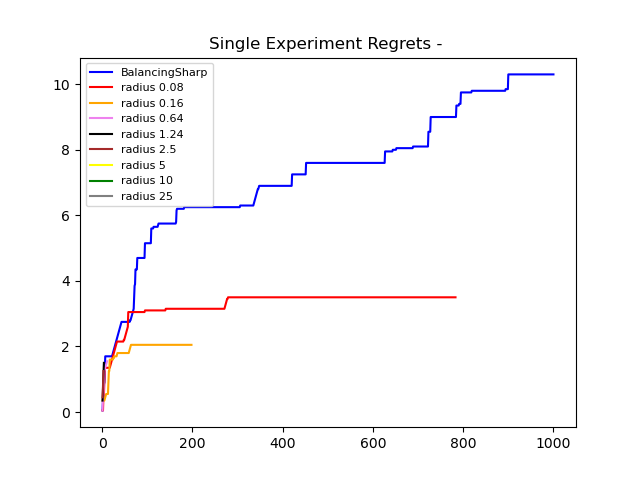 Single Experiment Regrets -
BalancingSharp
radius 0.08
radius 0.16
radius 0.64
radius 1.24
radius 2.5
radius 5
radius 10
radius 25
10
8
6
4
2
0
0 200 400 600 800 1000